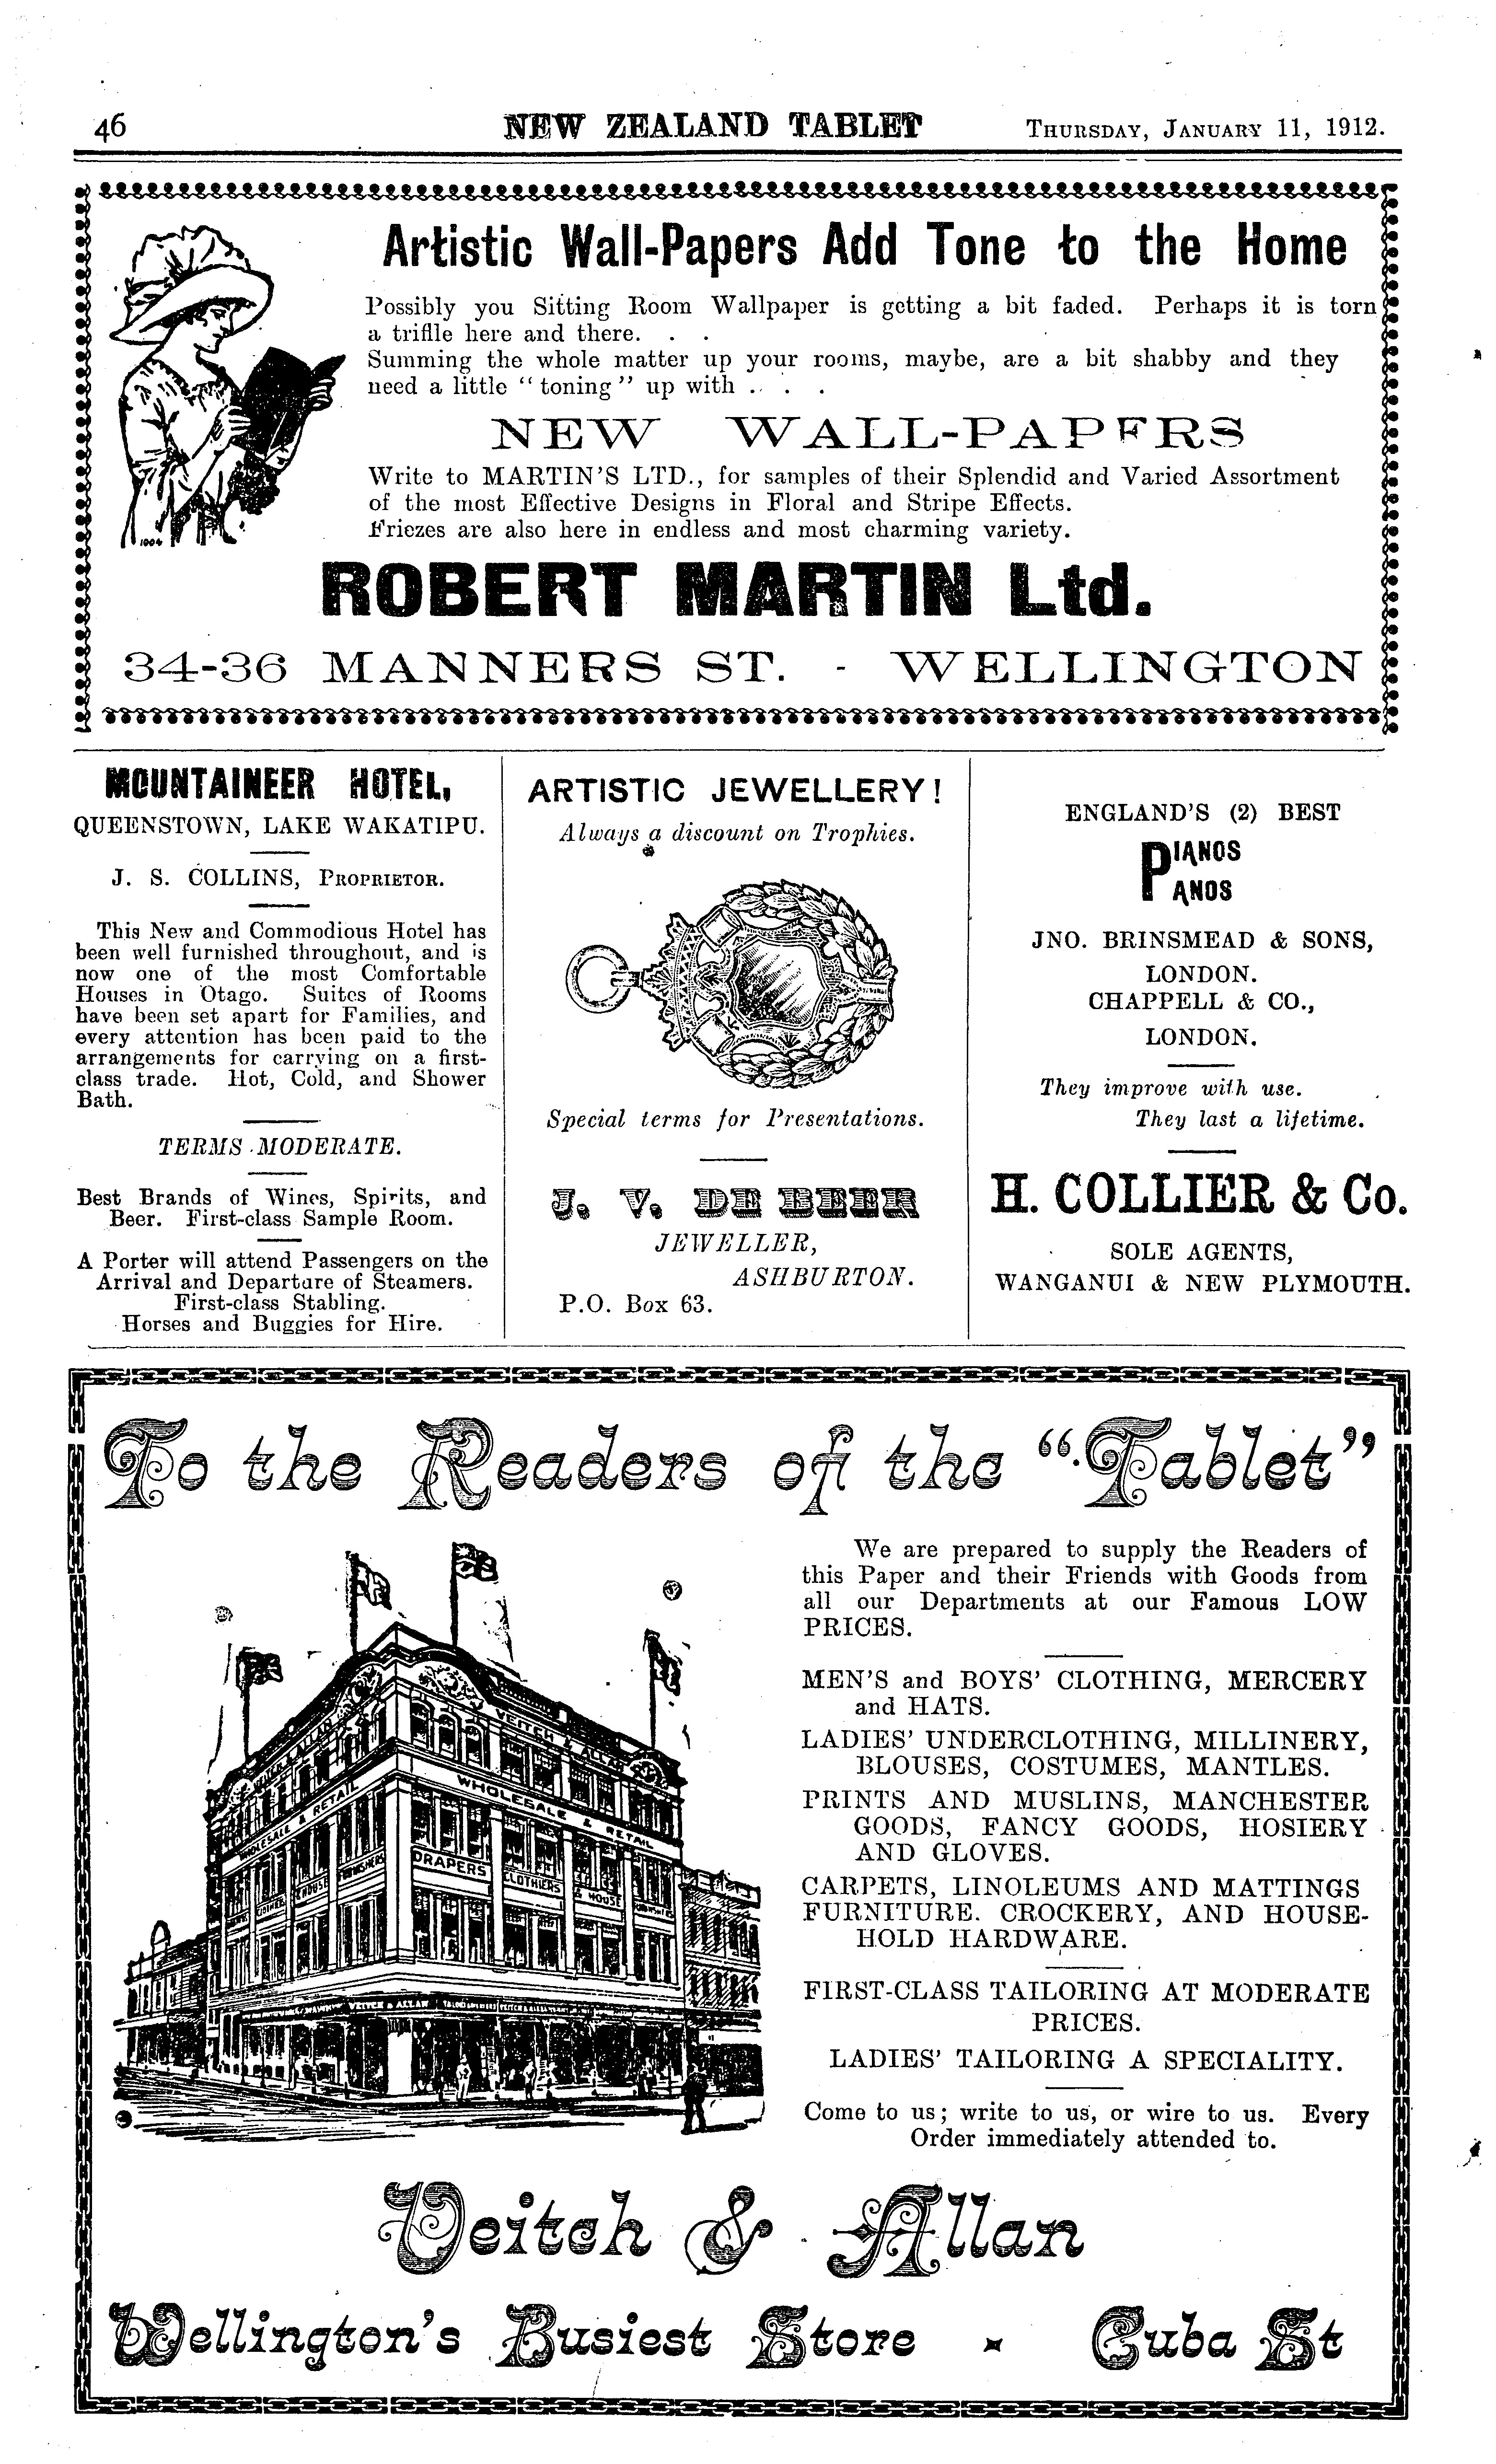 46 NEW ZEALAND TABLET THURSDAY, JANUARY 11, 1912.
Artistic Wall-Papers Add Tone to the Home
Possibly you Sitting Room Wallpaper is getting a bit faded. Perhaps it is torn
a trifle here and there. . .
Summing the whole matter up your rooms, maybe, are a bit shabby and they
need a little "toning" up with . . .
NEW WALL-PAPERS
Write to MARTIN'S LTD., for samples of their Splendid and Varied Assortment
of the most Effective Designs in Floral and Stripe Effects.
Friezes are also here in endless and most charming variety.
1004
ROBERT MARTIN Ltd.
34-36 MANNERS ST. - WELLINGTON
MOUNTAINEER HOTEL,
QUEENSTOWN, LAKE WAKATIPU.
J. S. COLLINS, PROPRIETOR.
This New and Commodious Hotel has
been well furnished throughout, and is
now one of the most Comfortable
Houses in Otago. Suites of Rooms
have been set apart for Families, and
every attention has been paid to the
arrangements for carrying on a first-
class trade. Hot, Cold, and Shower
Bath.
TERMS MODERATE.
Best Brands of Wines, Spirits, and
Beer. First-class Sample Room.
A Porter will attend Passengers on the
Arrival and Departure of Steamers.
First-class Stabling.
Horses and Buggies for Hire.
ARTISTIC JEWELLERY!
Always a discount on Trophies.
Special terms for Presentations.
J. V. DE BEER
JEWELLER,
ASHBURTON.
P.O. Box 63.
ENGLAND'S (2) BEST
PIANOS
PIANOS
JNO. BRINSMEAD & SONS,
LONDON.
CHAPPELL & CO.,
LONDON.
They improve with use.
They last a lifetime.
H. COLLIER & Co.
SOLE AGENTS,
WANGANUI & NEW PLYMOUTH.
To the Readers of the "Tablet"
We are prepared to supply the Readers of
this Paper and their Friends with Goods from
all our Departments at our Famous LOW
PRICES.
MEN'S and BOYS' CLOTHING, MERCERY
and HATS.
LADIES' UNDERCLOTHING, MILLINERY,
BLOUSES, COSTUMES, MANTLES.
PRINTS AND MUSLINS, MANCHESTER
GOODS, FANCY GOODS, HOSIERY
AND GLOVES.
CARPETS, LINOLEUMS AND MATTINGS
FURNITURE. CROCKERY, AND HOUSE-
HOLD HARDWARE.
FIRST-CLASS TAILORING AT MODERATE
PRICES.
LADIES' TAILORING A SPECIALITY.
Come to us; write to us, or wire to us. Every
Order immediately attended to.
VEITCH & ALLAN
VEITCH & ALLAN
WHOLESALE & RETAIL
WHOLESALE & RETAIL
DRAPERS CLOTHIERS & HOUSE
VEITCH & ALLAN
Veitch & Allan
Wellington's Busiest Store - Cuba St